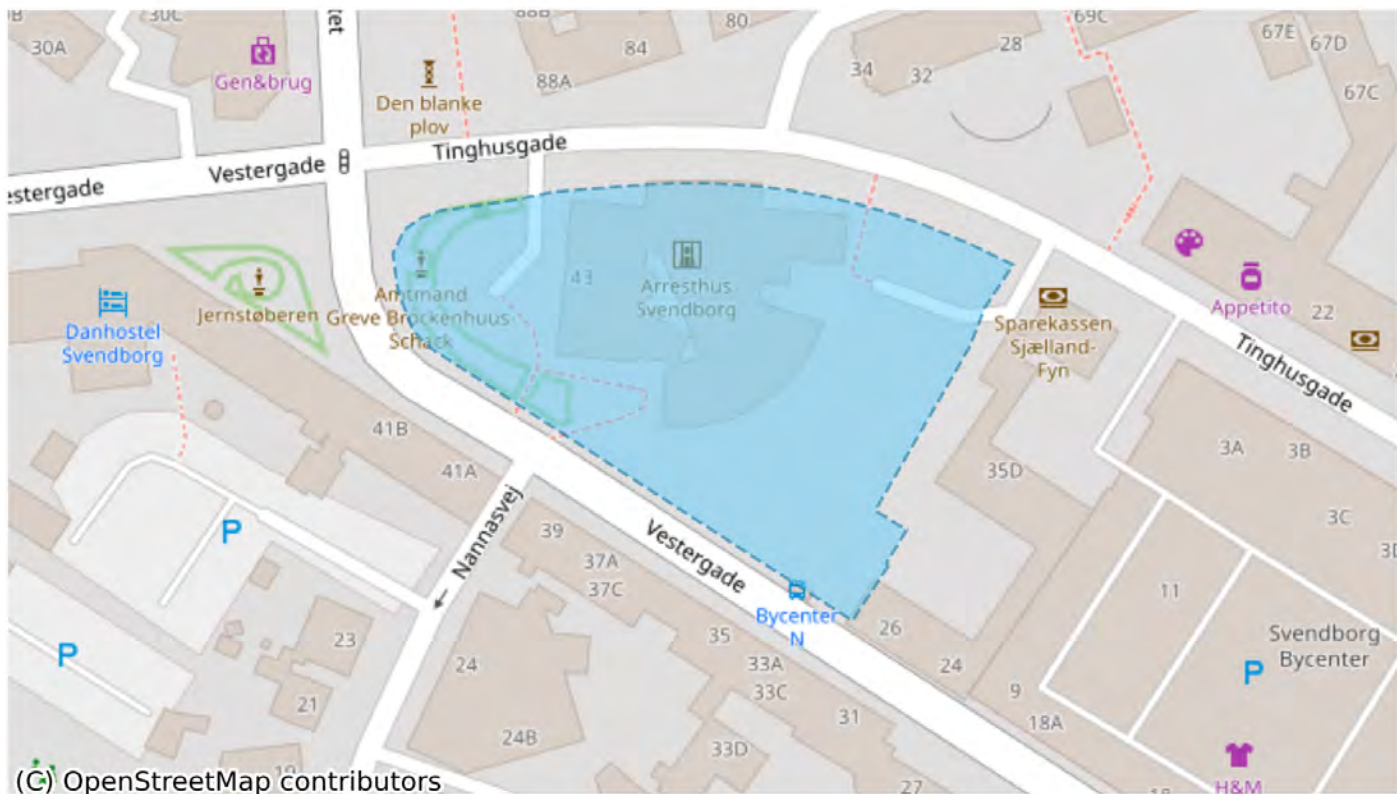 30C
88B
80
69C
30A
tet
84
28
67E
67D
Gen&brug
34
32
67C
88A
Den blanke
plov
Tinghusgade
Vestergade
estergade
43
Arresthus
Svendborg
Amtmand
Greve Brockenhuus-
Schack
Jernstøberen
Danhostel
Svendborg
Appetito
22
Sparekassen
Sjælland-
Fyn
Tinghusgade
41B
41A
3A
3B
35D
3C
P
39
Nannasvej
37A
Vestergade
37C
11
Bycenter
N
26
23
35
24
33A
24
Svendborg
Bycenter
P
P
33C
9
21
31
18A
24B
33D
19
27
18
H&M
(C) OpenStreetMap contributors